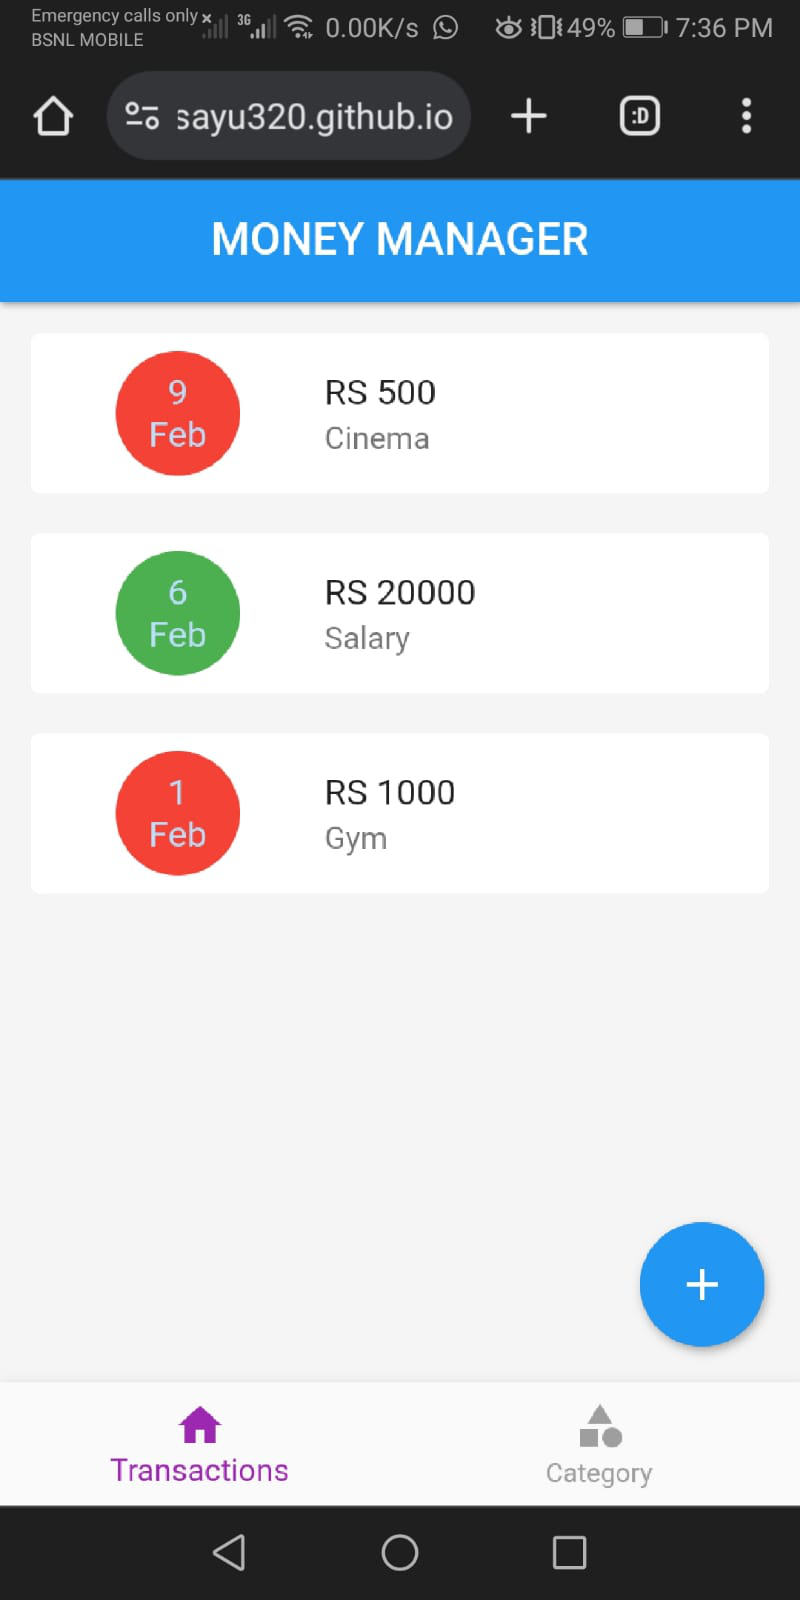 Emergency calls only
BSNL MOBILE
3G
0.00K/s
49%
7:36 PM
sayu320.github.io
:D
MONEY MANAGER
9
Feb
RS 500
Cinema
6
Feb
RS 20000
Salary
1
Feb
RS 1000
Gym
Transactions
Category